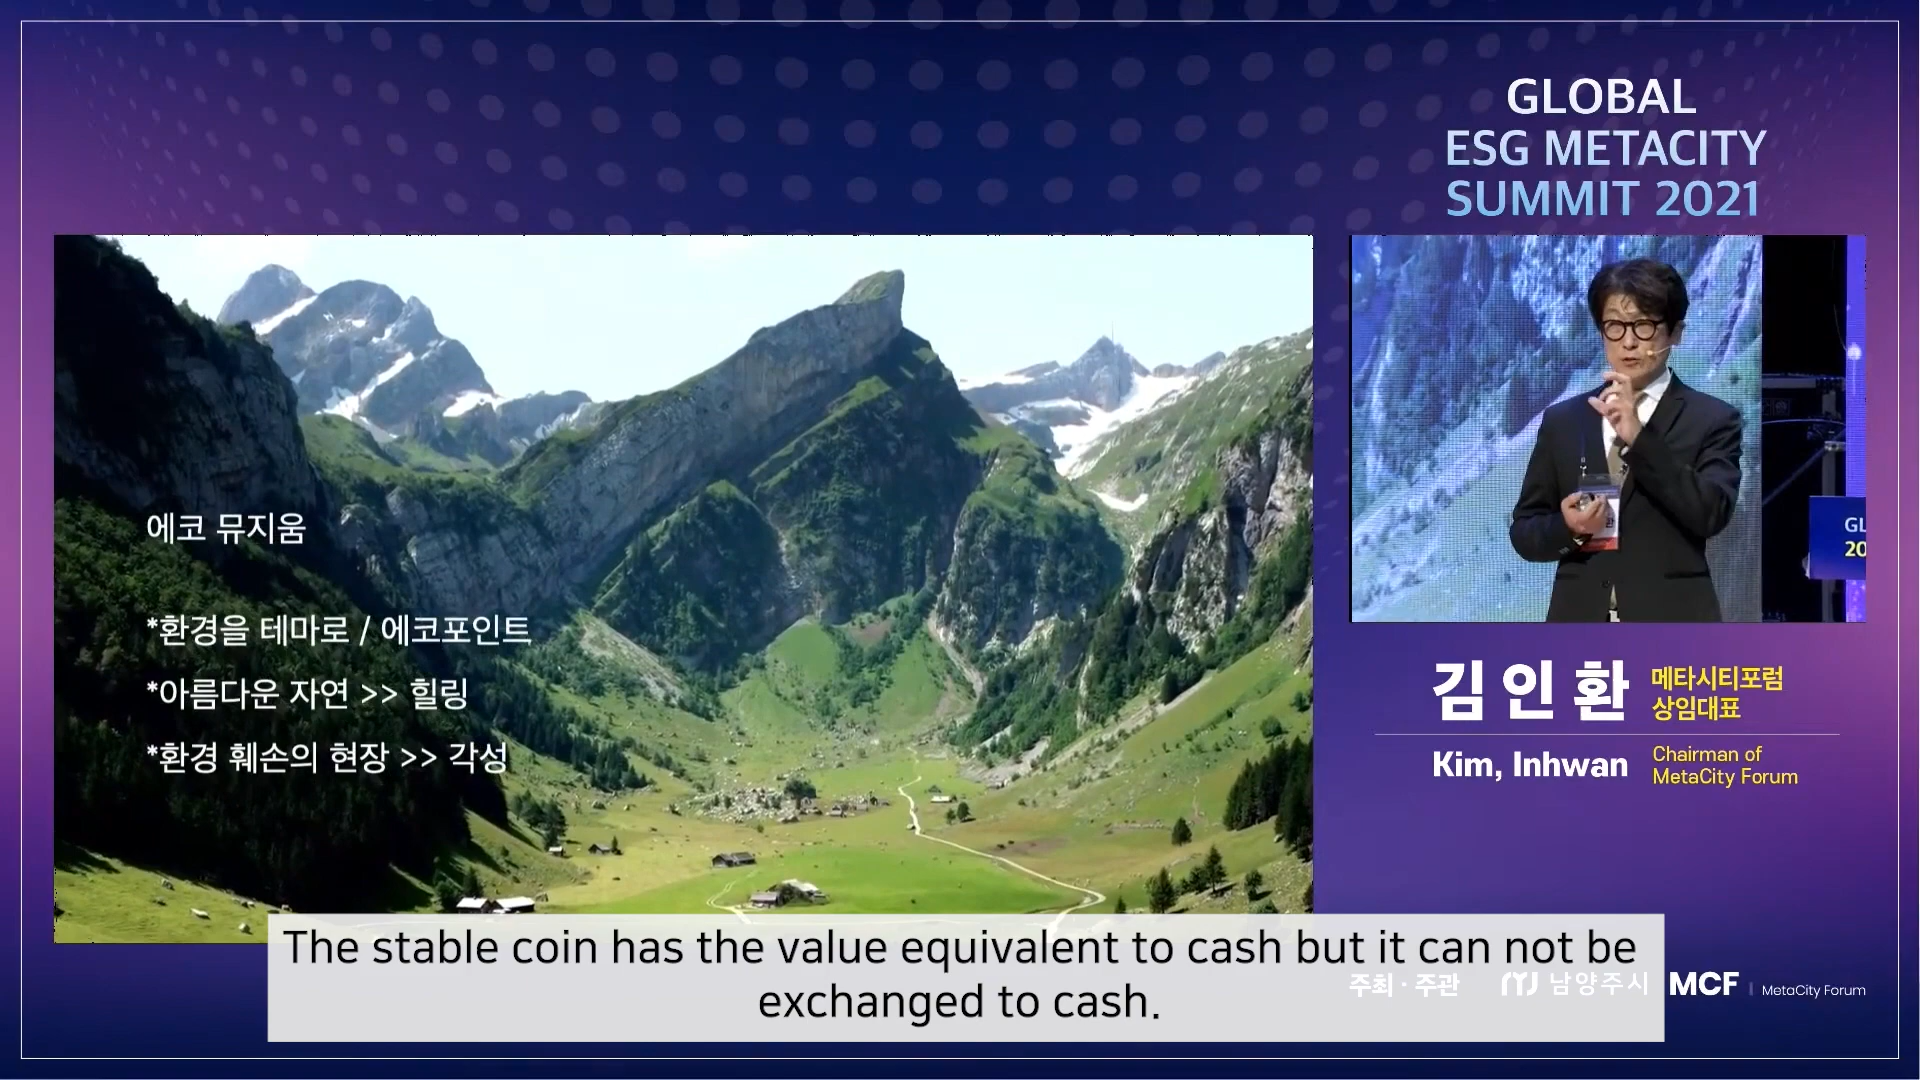 GLOBAL
ESG METACITY
SUMMIT 2021
에코 뮤지움
*환경을 테마로 / 에코포인트
*아름다운 자연 >> 힐링
*환경 훼손의 현장 >> 각성
GL
20
김인환
메타시티포럼
상임대표
Kim, Inhwan
Chairman of
MetaCity Forum
The stable coin has the value equivalent to cash but it can not be
exchanged to cash.
주최 · 주관 남양주시 MCF | MetaCity Forum